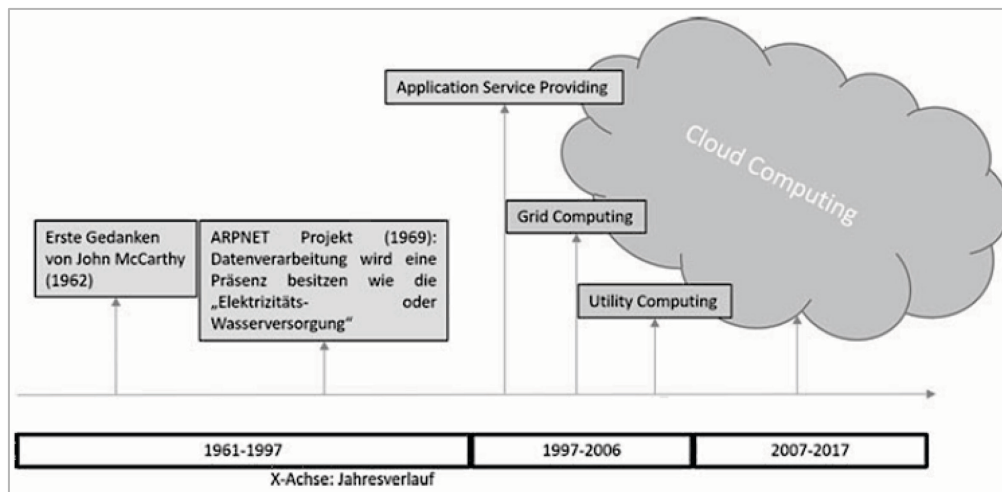 Application Service Providing
Cloud Computing
Grid Computing
Erste Gedanken
von John McCarthy
(1962)
ARPNET Projekt (1969):
Datenverarbeitung wird eine
Präsenz besitzen wie die
„Elektrizitäts- oder
Wasserversorgung“
Utility Computing
1961-1997
1997-2006
2007-2017
X-Achse: Jahresverlauf